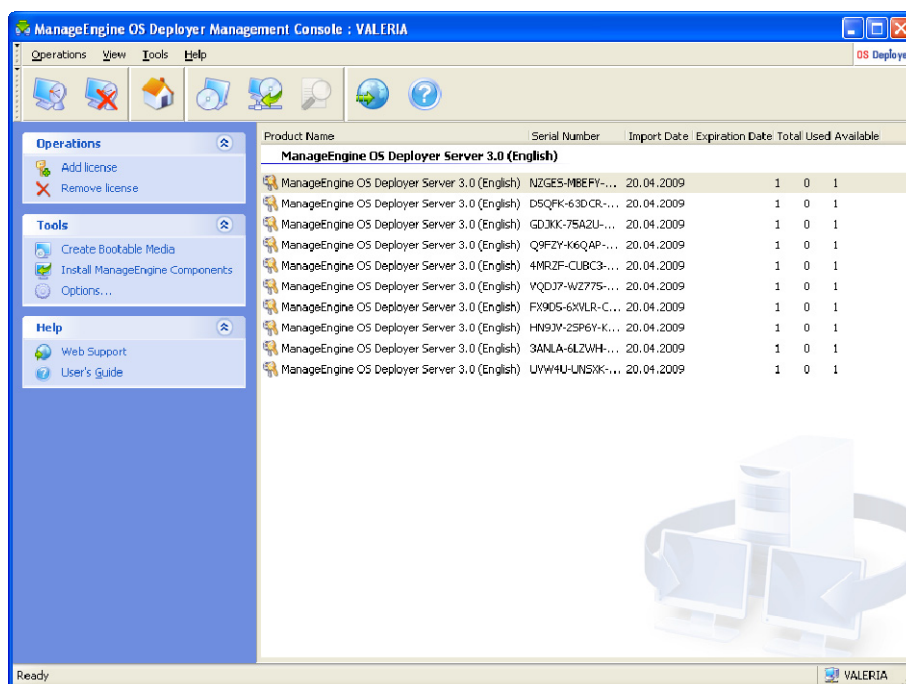 ManageEngine OS Deployer Management Console : VALERIA
Operations View Tools Help
OS Deploye
Operations
Add license
Remove license
Tools
Create Bootable Media
Install ManageEngine Components
Options...
Help
Web Support
User's Guide
Product Name Serial Number Import Date Expiration Date Total Used Available
ManageEngine OS Deployer Server 3.0 (English)
ManageEngine OS Deployer Server 3.0 (English) NZGES-MBEFY-... 20.04.2009 1 0 1
ManageEngine OS Deployer Server 3.0 (English) D5QFK-63DCR-... 20.04.2009 1 0 1
ManageEngine OS Deployer Server 3.0 (English) GDJKK-75A2U-... 20.04.2009 1 0 1
ManageEngine OS Deployer Server 3.0 (English) Q9FZY-K6QAP-... 20.04.2009 1 0 1
ManageEngine OS Deployer Server 3.0 (English) 4MRZF-CUBC3-... 20.04.2009 1 0 1
ManageEngine OS Deployer Server 3.0 (English) VQDJ7-WZ775-... 20.04.2009 1 0 1
ManageEngine OS Deployer Server 3.0 (English) FX9D5-6XVLR-C... 20.04.2009 1 0 1
ManageEngine OS Deployer Server 3.0 (English) HN9JV-2SP6Y-K... 20.04.2009 1 0 1
ManageEngine OS Deployer Server 3.0 (English) 3ANLA-6LZWH-... 20.04.2009 1 0 1
ManageEngine OS Deployer Server 3.0 (English) UVW4U-UNSXK-... 20.04.2009 1 0 1
Ready VALERIA